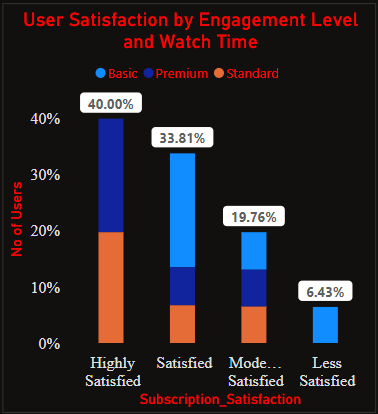 User Satisfaction by Engagement Level
and Watch Time
Basic Premium Standard
40.00%
33.81%
19.76%
6.43%
40%
30%
20%
10%
0%
No of Users
Highly
Satisfied
Satisfied
Mode…
Satisfied
Less
Satisfied
Subscription_Satisfaction